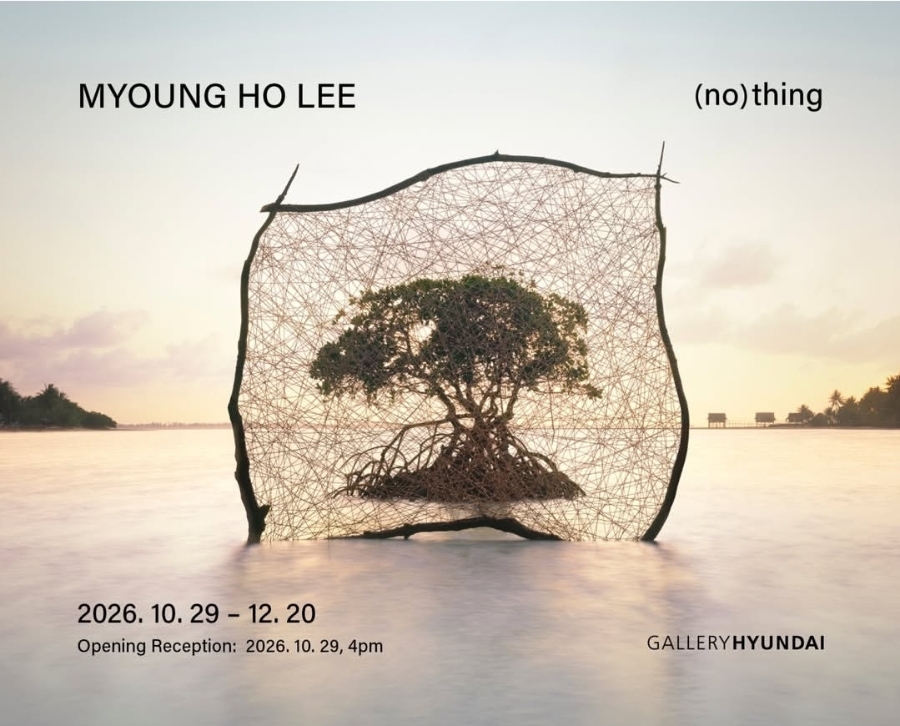 MYOUNG HO LEE
(no)thing
2026. 10. 29 – 12. 20
Opening Reception: 2026. 10. 29, 4pm
GALLERYHYUNDAI